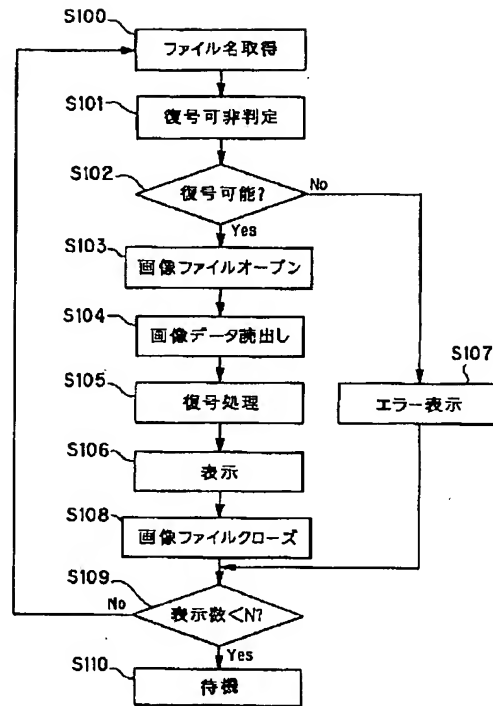 S100
ファイル名取得
S101
復号可非判定
S102
復号可能?
No
Yes
S103
画像ファイルオープン
S104
画像データ読出し
S107
S105
復号処理
エラー表示
S106
表示
S108
画像ファイルクローズ
S109
No
表示数<N?
Yes
S110
待機